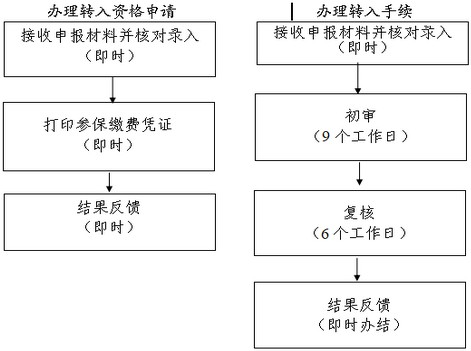 办理转入资格申请
接收申报材料并核对录入
（即时）
打印参保缴费凭证
（即时）
结果反馈
（即时）
办理转入手续
接收申报材料并核对录入
（即时）
初审
（9个工作日）
复核
（6个工作日）
结果反馈
（即时办结）